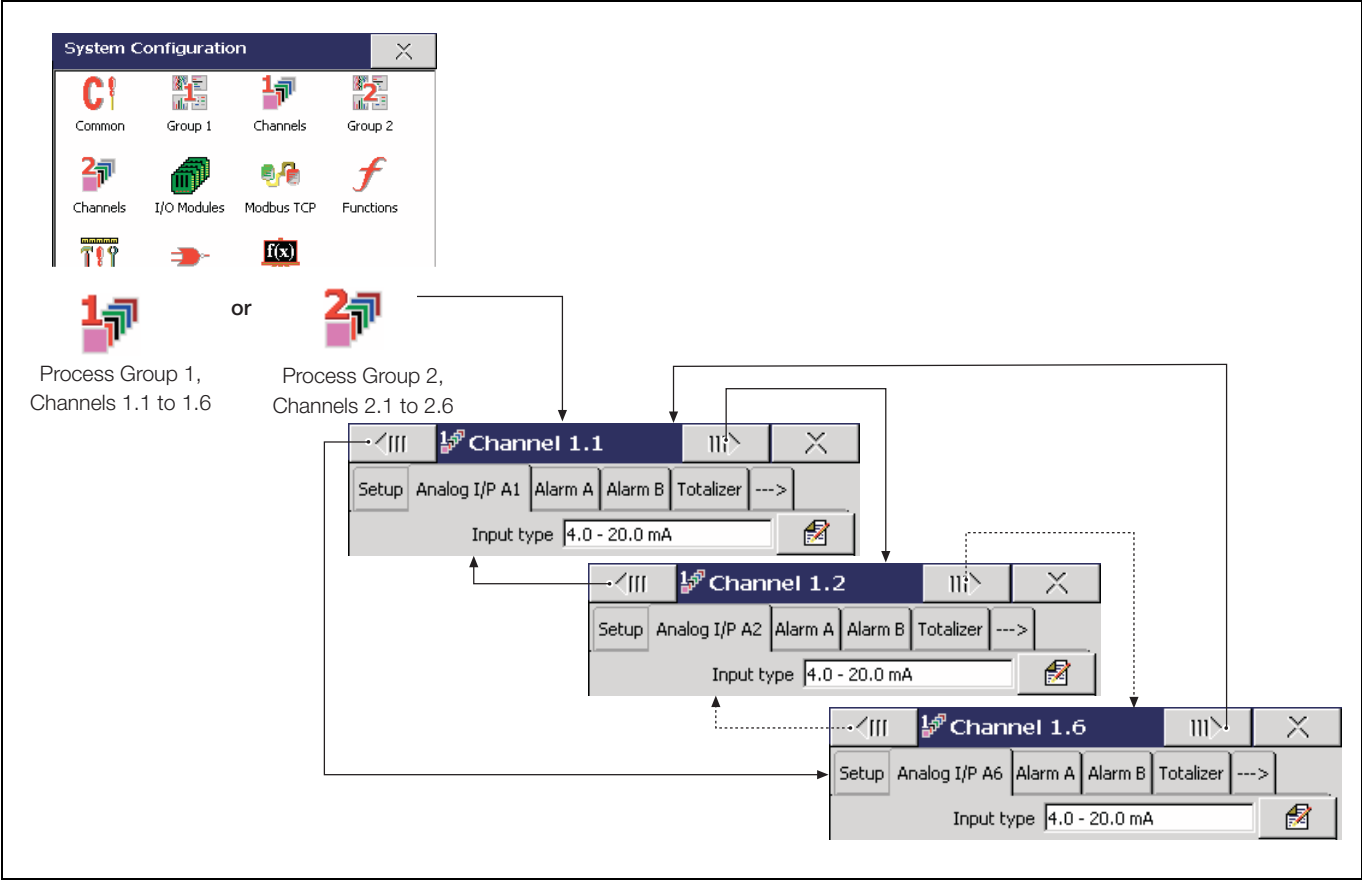 System Configuration
Common Group 1 Channels Group 2
Channels I/O Modules Modbus TCP Functions
f(x)
or
Process Group 1,
Channels 1.1 to 1.6
Process Group 2,
Channels 2.1 to 2.6
Channel 1.1
Setup Analog I/P A1 Alarm A Alarm B Totalizer --->
Input type 4.0 - 20.0 mA
Channel 1.2
Setup Analog I/P A2 Alarm A Alarm B Totalizer --->
Input type 4.0 - 20.0 mA
Channel 1.6
Setup Analog I/P A6 Alarm A Alarm B Totalizer --->
Input type 4.0 - 20.0 mA